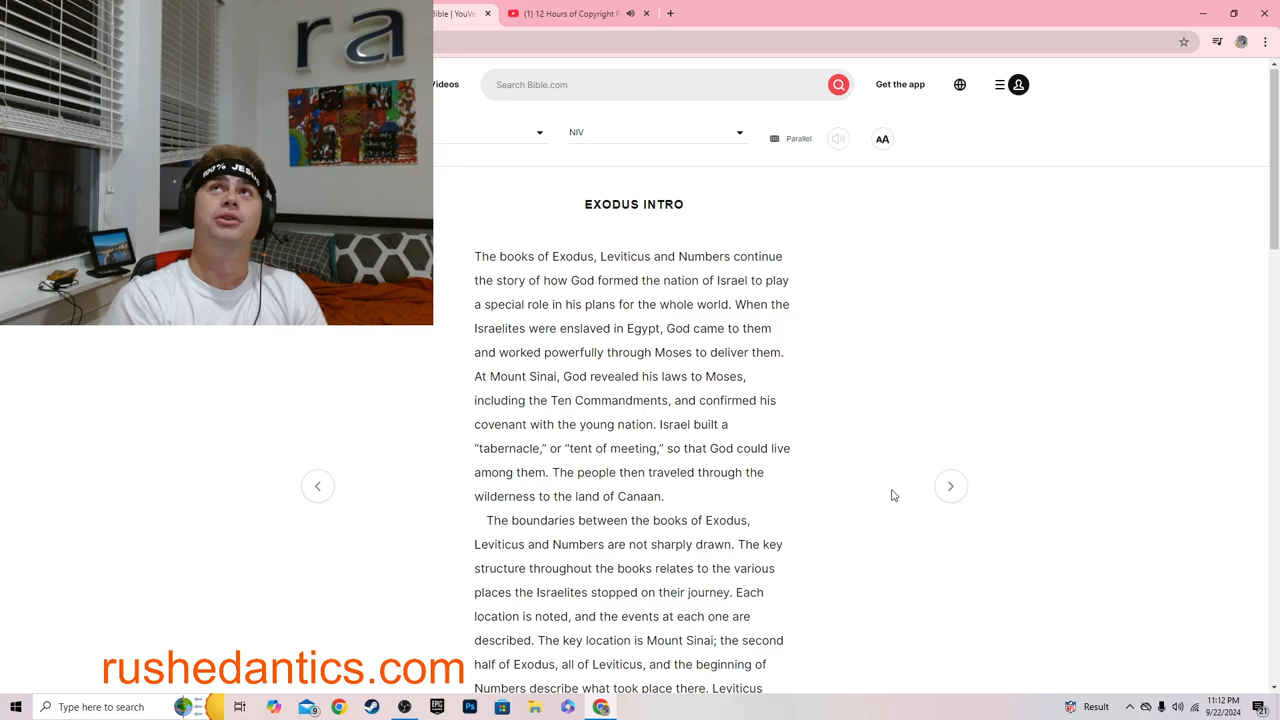 ra
100% JESUS
Bible | YouVe
(1) 12 Hours of Copyright F
Videos
Search Bible.com
Get the app
NIV
Parallel
AA
EXODUS INTRO
The books of Exodus, Leviticus and Numbers continue
the story of how God formed the nation of Israel to play
a special role in his plans for the whole world. When the
Israelites were enslaved in Egypt, God came to them
and worked powerfully through Moses to deliver them.
At Mount Sinai, God revealed his laws to Moses,
including the Ten Commandments, and confirmed his
covenant with the young nation. Israel built a
“tabernacle,” or “tent of meeting,” so that God could live
among them. The people then traveled through the
wilderness to the land of Canaan.
The boundaries between the books of Exodus,
Leviticus and Numbers are not sharply drawn. The key
structure throughout the books relates to the various
places the Israelites stopped on their journey. Each
location is noted, and the events at each one are
described. The key location is Mount Sinai; the second
half of Exodus, all of Leviticus, and the beginning of
Numbers describe what took place there. Leviticus
rushedantics.com
Type here to search
9
EPIC
Ps
Result
11:12 PM
9/22/2024
21